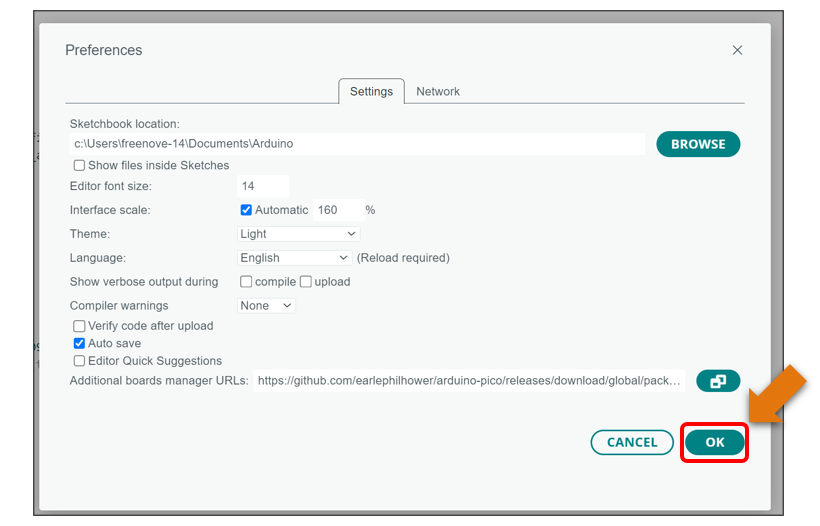 Preferences
Settings Network
Sketchbook location:
c:\Users\freenove-14\Documents\Arduino BROWSE
Show files inside Sketches
Editor font size: 14
Interface scale: Automatic 160 %
Theme: Light
Language: English (Reload required)
Show verbose output during compile upload
Compiler warnings None
Verify code after upload
Auto save
Editor Quick Suggestions
Additional boards manager URLs: https://github.com/earlephilhower/arduino-pico/releases/download/global/pack...
CANCEL OK